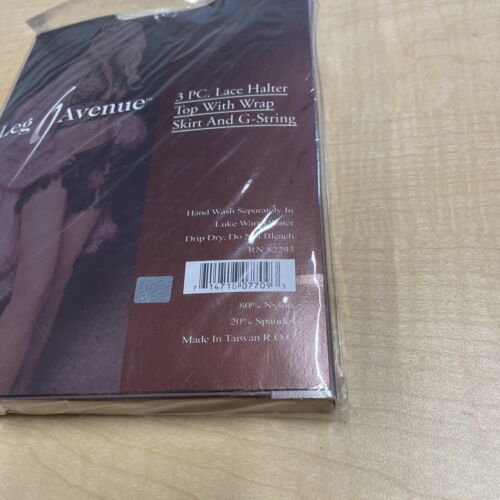 Leg Avenue™
3 PC. Lace Halter
Top With Wrap
Skirt And G-String
Hand Wash Separately In
Luke Warm Water
Drip Dry, Do Not Bleach
RN 82293
7 14718 07709 3
80% Nylon
20% Spandex
Made In Taiwan R.O.C